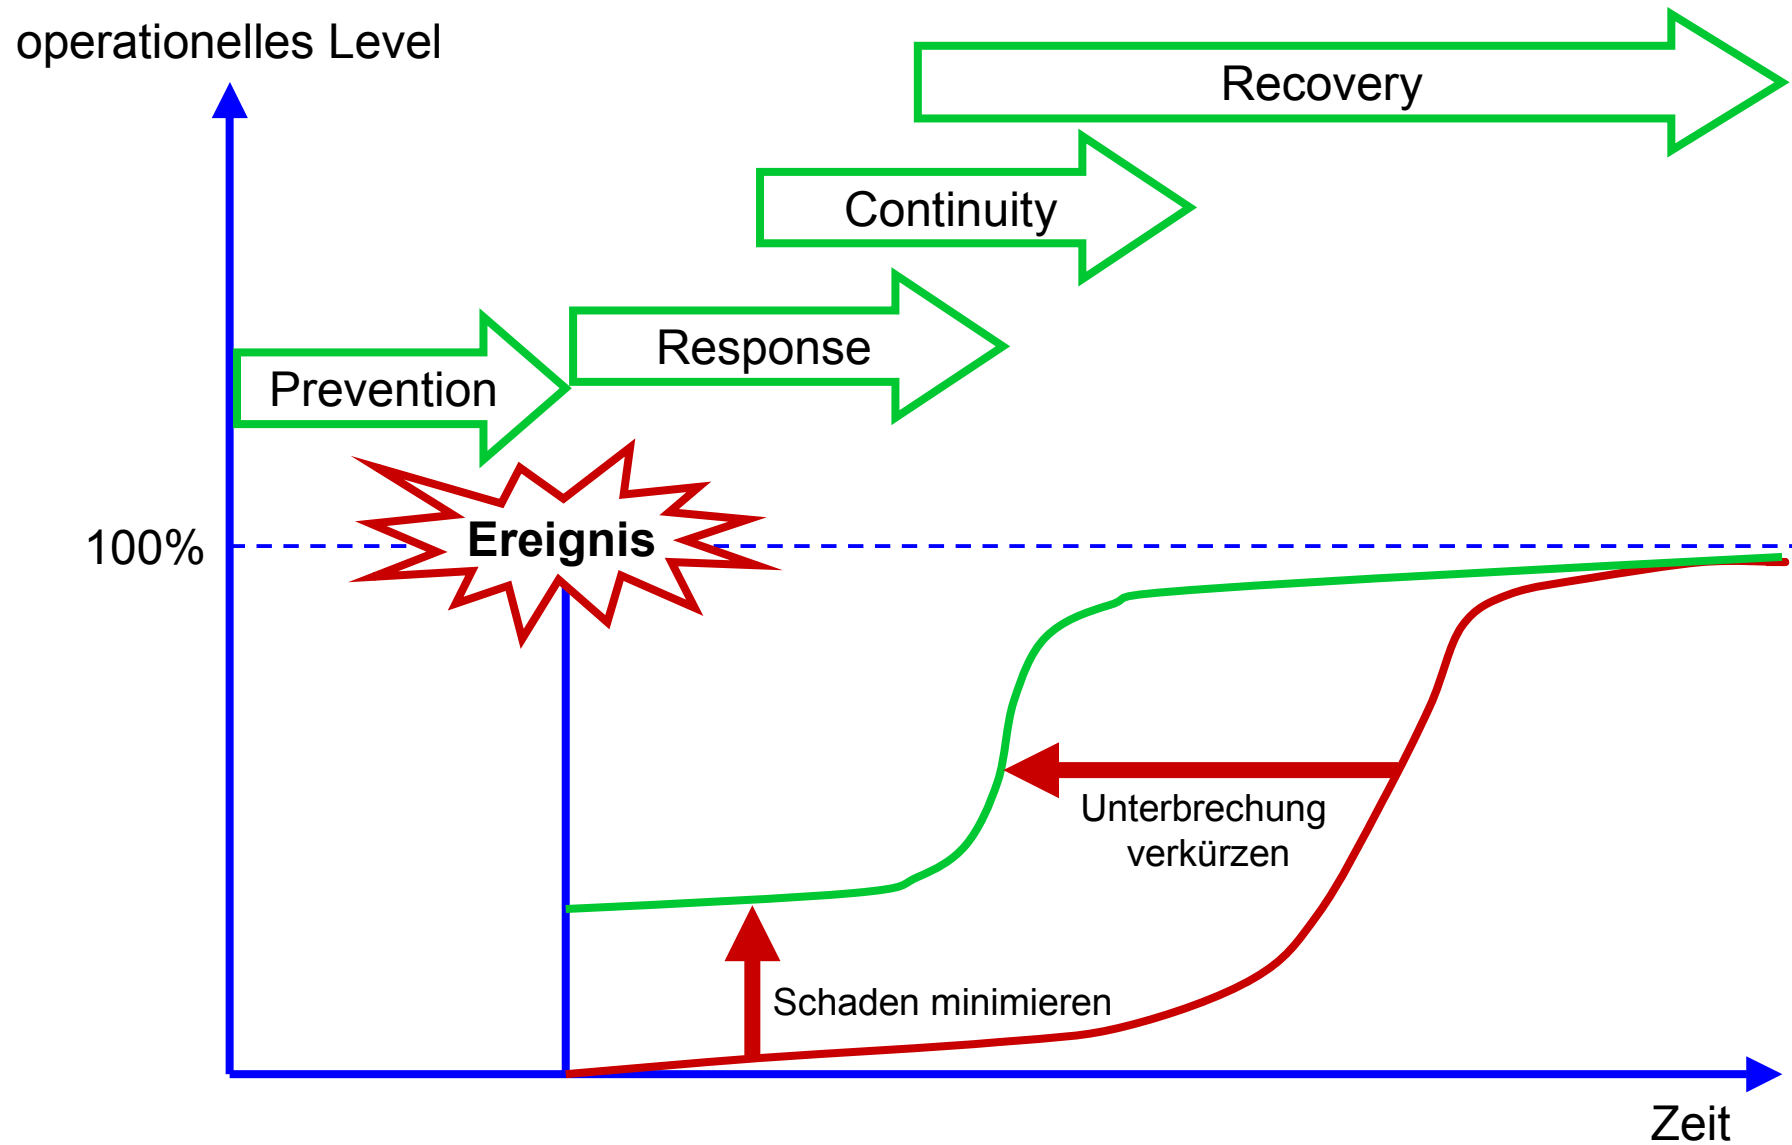 operationelles Level
Recovery
Continuity
Response
Prevention
Ereignis
100%
Unterbrechung
verkürzen
Schaden minimieren
Zeit